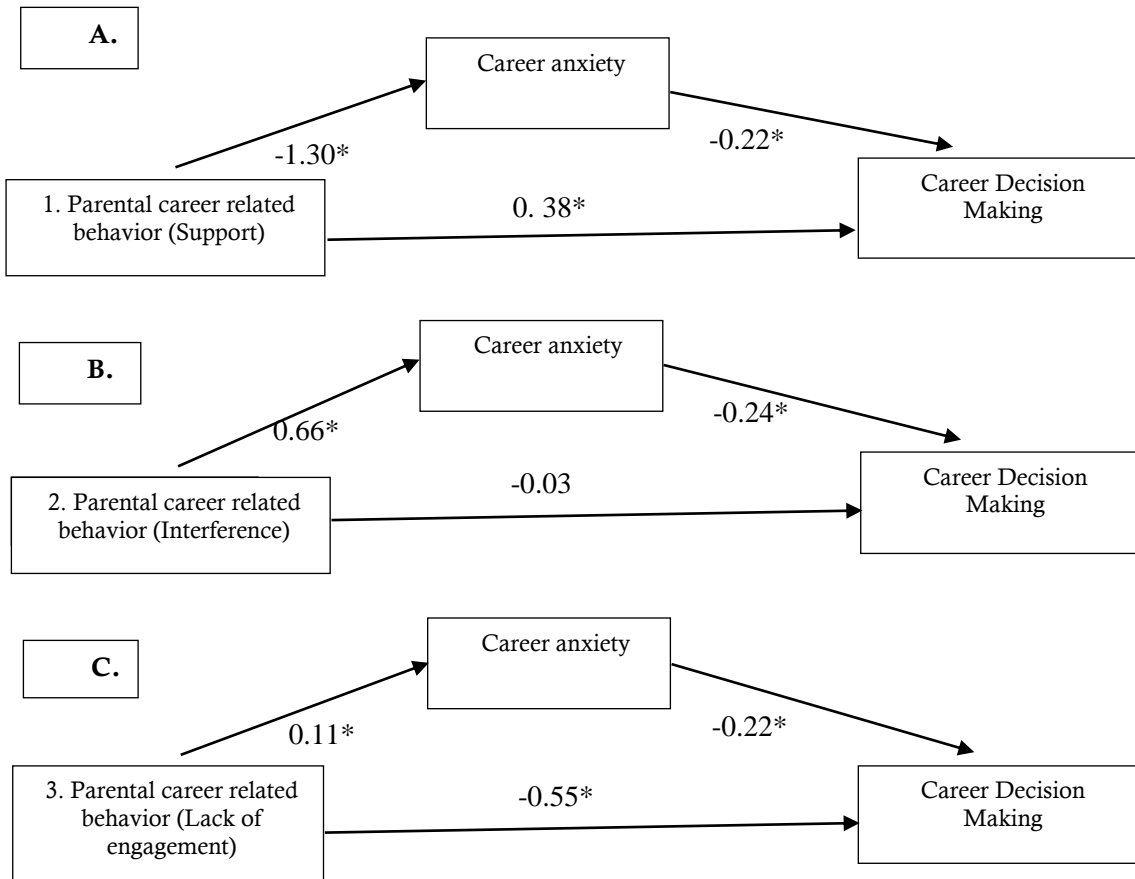 A.
Career anxiety
-1.30*
-0.22*
1. Parental career related
behavior (Support)
0. 38*
Career Decision
Making
B.
Career anxiety
0.66*
-0.24*
2. Parental career related
behavior (Interference)
-0.03
Career Decision
Making
C.
Career anxiety
0.11*
-0.22*
3. Parental career related
behavior (Lack of
engagement)
-0.55*
Career Decision
Making